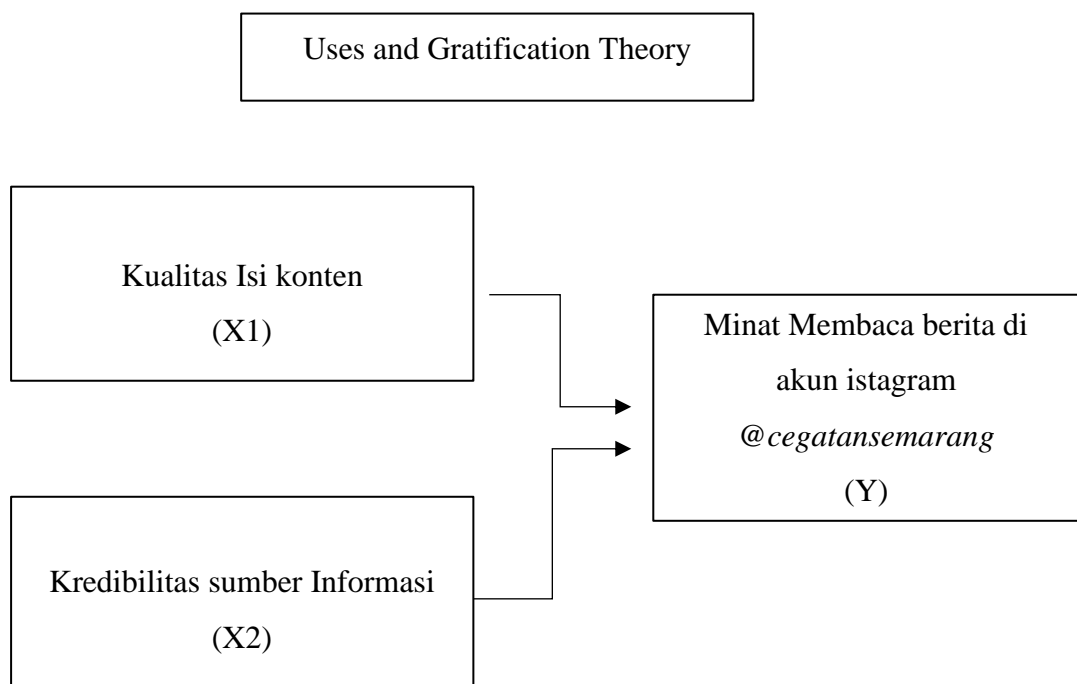 Uses and Gratification Theory
Kualitas Isi konten
(X1)
Minat Membaca berita di
akun istagram
@cegatansemarang
(Y)
Kredibilitas sumber Informasi
(X2)